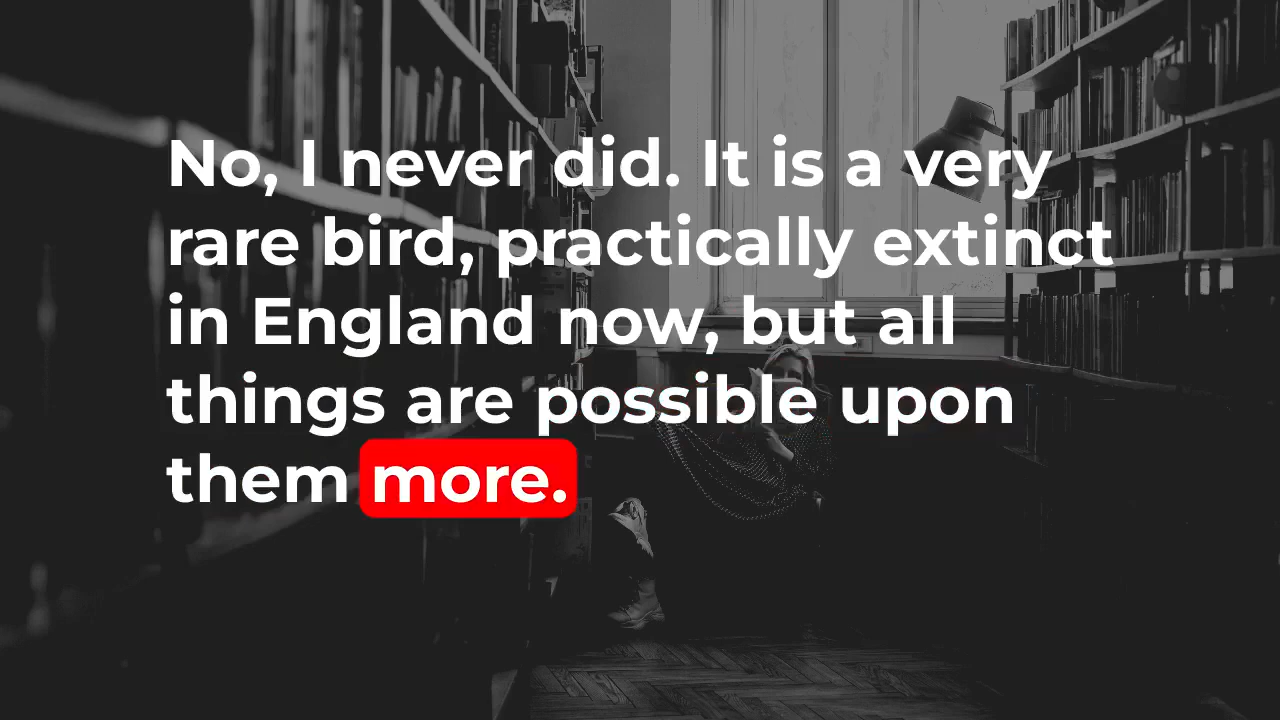 No, I never did. It is a very
rare bird, practically extinct
in England now, but all
things are possible upon
them more.